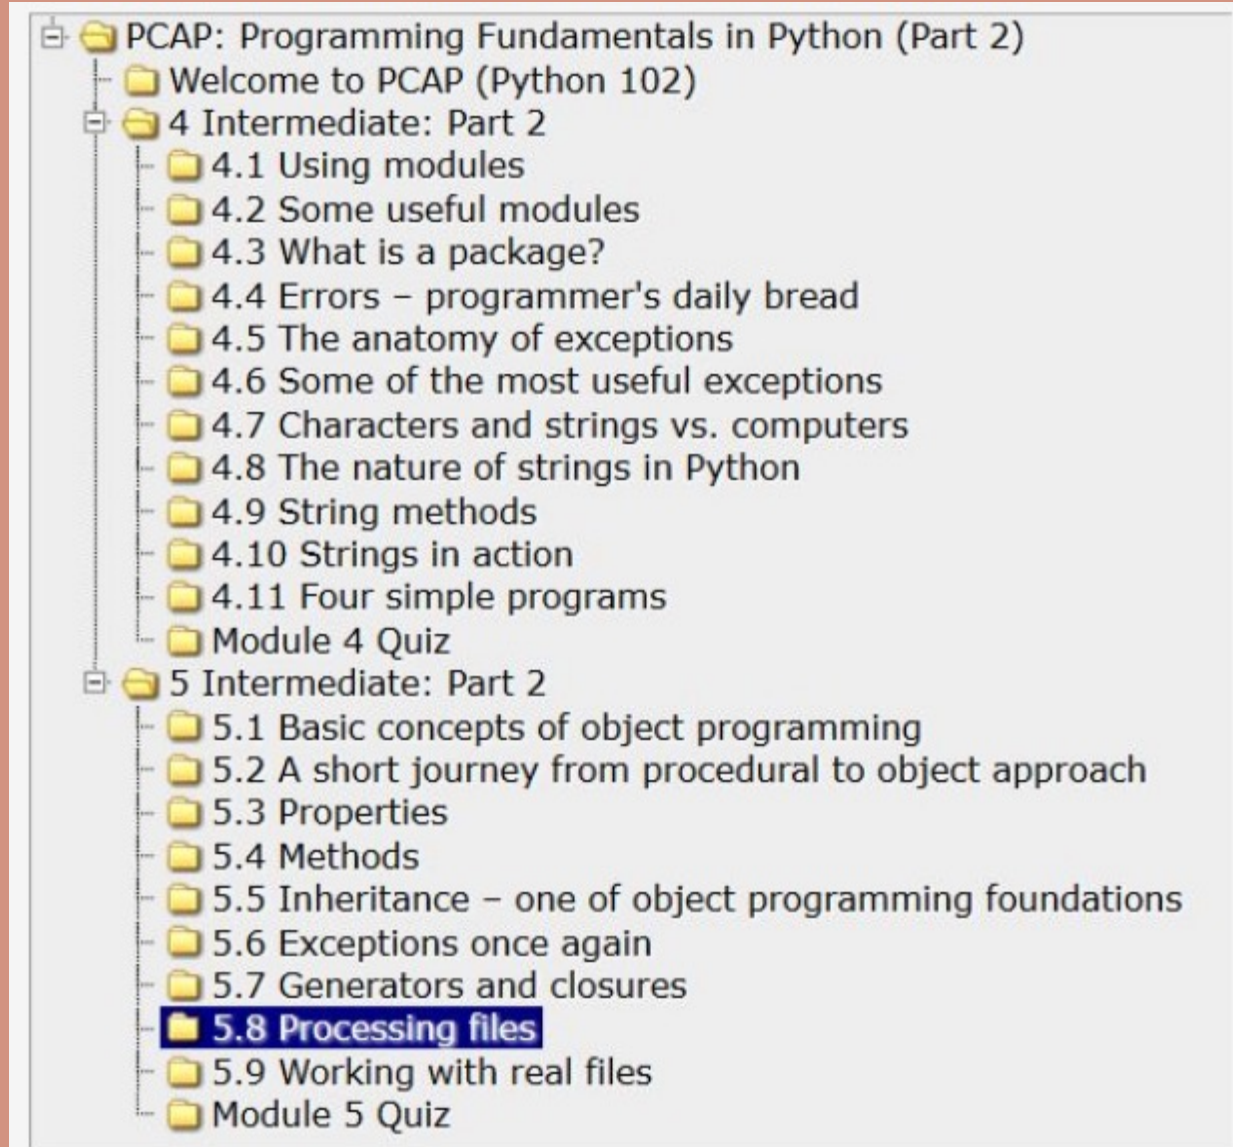 PCAP: Programming Fundamentals in Python (Part 2)
Welcome to PCAP (Python 102)
4 Intermediate: Part 2
4.1 Using modules
4.2 Some useful modules
4.3 What is a package?
4.4 Errors – programmer's daily bread
4.5 The anatomy of exceptions
4.6 Some of the most useful exceptions
4.7 Characters and strings vs. computers
4.8 The nature of strings in Python
4.9 String methods
4.10 Strings in action
4.11 Four simple programs
Module 4 Quiz
5 Intermediate: Part 2
5.1 Basic concepts of object programming
5.2 A short journey from procedural to object approach
5.3 Properties
5.4 Methods
5.5 Inheritance – one of object programming foundations
5.6 Exceptions once again
5.7 Generators and closures
5.8 Processing files
5.9 Working with real files
Module 5 Quiz